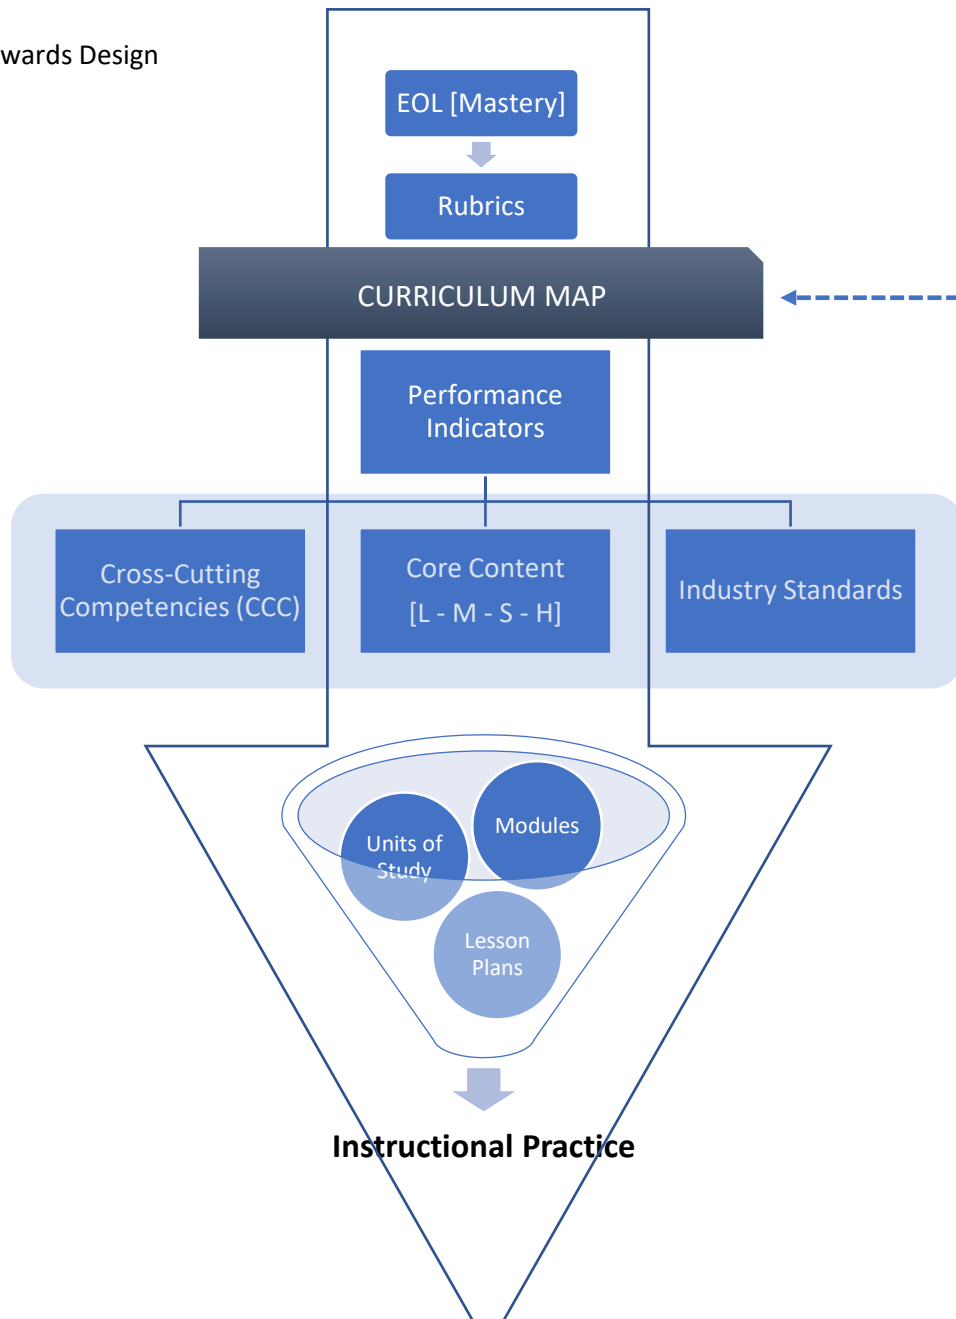 wards Design
EOL [Mastery]
Rubrics
CURRICULUM MAP
Performance
Indicators
Cross-Cutting
Competencies (CCC)
Core Content
[L - M - S - H]
Industry Standards
Modules
Units of
Study
Lesson
Plans
Instructional Practice